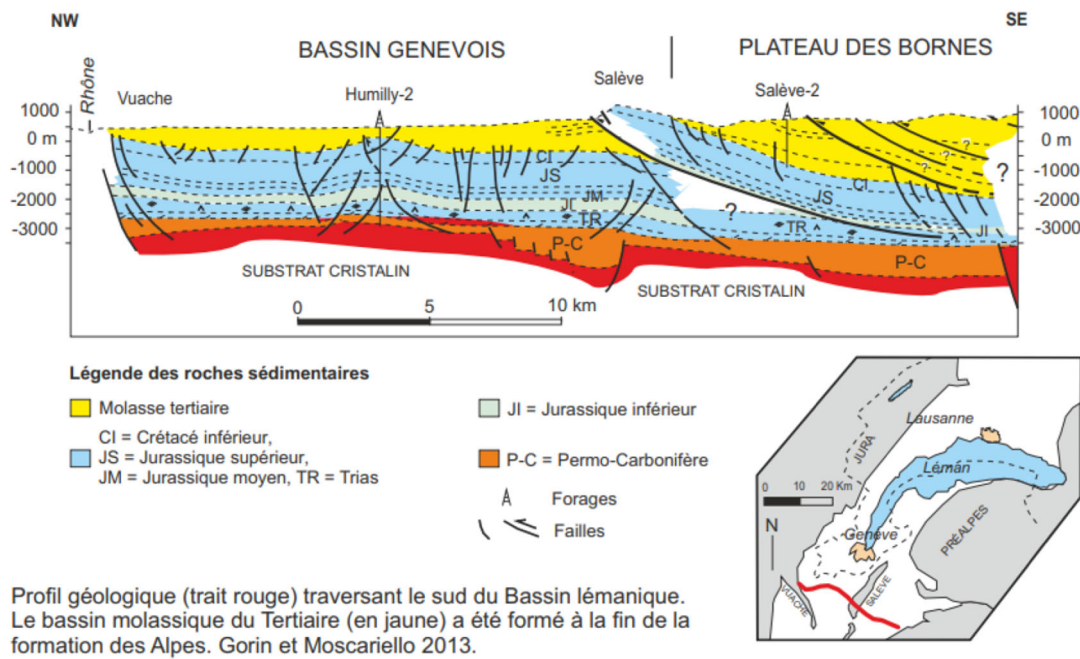 NW
SE
BASSIN GENEVOIS
PLATEAU DES BORNES
Rhône
Vuache
Humilly-2
Salève
Salève-2
1000
0 m
-1000
-2000
-3000
1000
0 m
-1000
-2000
-3000
CI
JS
JM
JI
TR
P-C
?
?
?
?
?
CI
JS
TR
JI
P-C
SUBSTRAT CRISTALIN
SUBSTRAT CRISTALIN
0 5 10 km
Légende des roches sédimentaires
Molasse tertiaire
CI = Crétacé inférieur,
JS = Jurassique supérieur,
JM = Jurassique moyen, TR = Trias
JI = Jurassique inférieur
P-C = Permo-Carbonifère
Forages
Failles
Lausanne
JURA
Léman
0 10 20 Km
N
Genève
PRÉALPES
VUACHE
SALEVE
Profil géologique (trait rouge) traversant le sud du Bassin lémanique.
Le bassin molassique du Tertiaire (en jaune) a été formé à la fin de la
formation des Alpes. Gorin et Moscariello 2013.